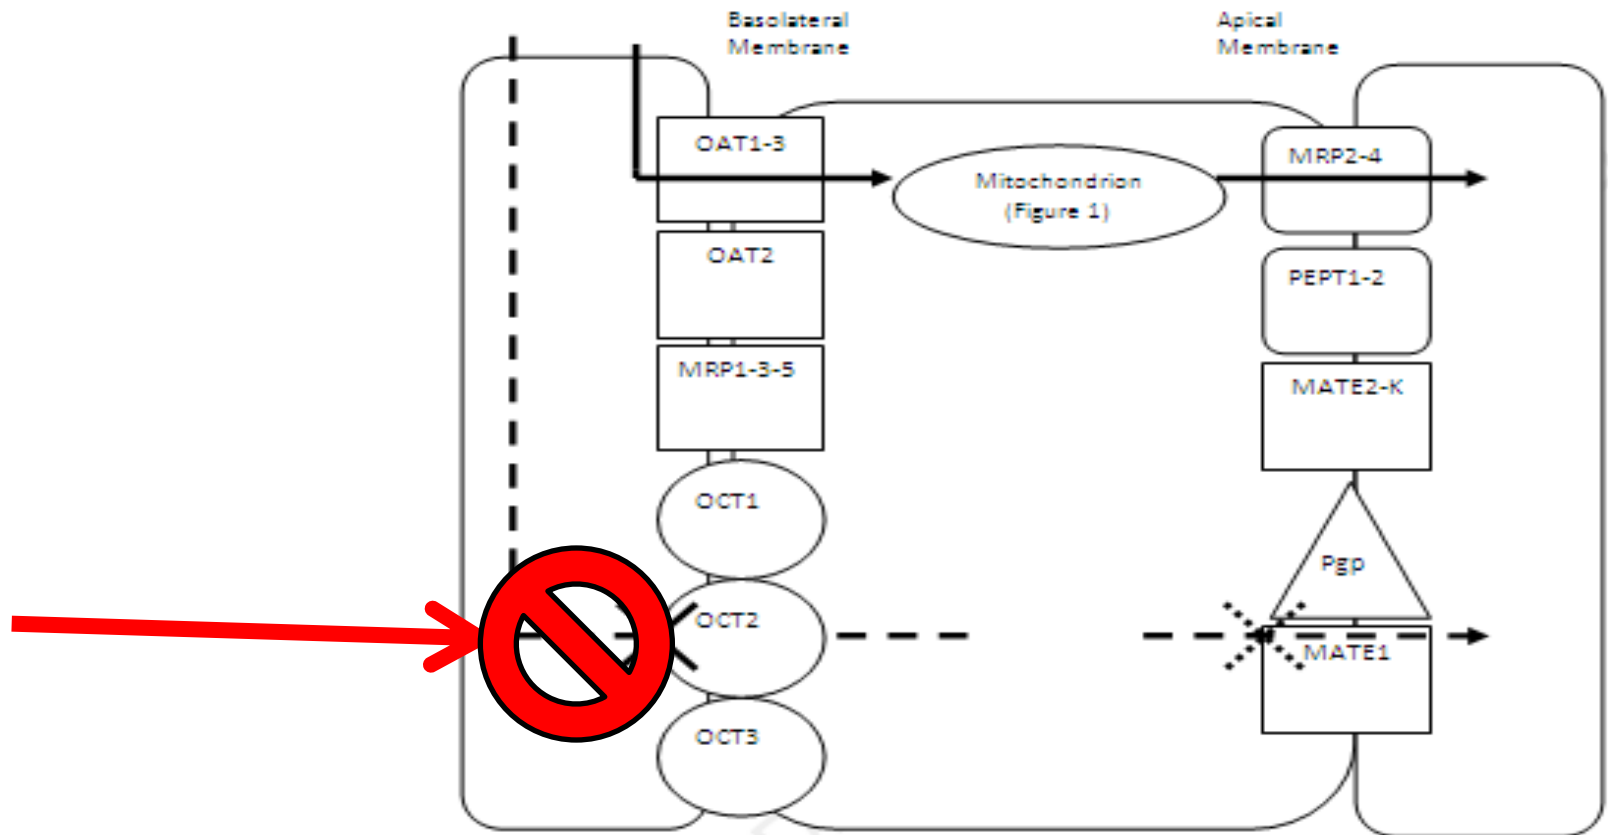 Basolateral
Membrane
Apical
Membrane
OAT1-3
Mitochondrion
(Figure 1)
MRP2-4
OAT2
PEPT1-2
MRP1-3-5
MATE2-K
OCT1
Pgp
OCT2
MATE1
OCT3